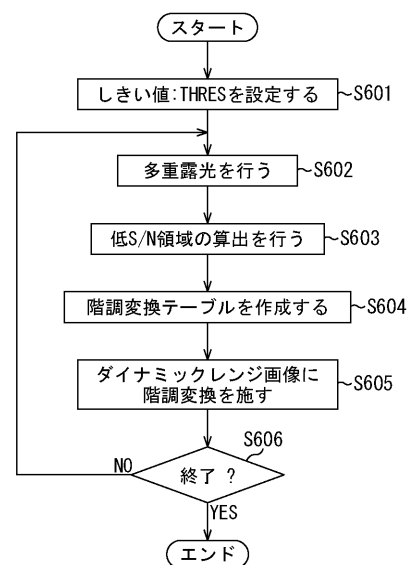 スタート
しきい値:THRESを設定する
~S601
多重露光を行う
~S602
低S/N領域の算出を行う
~S603
階調変換テーブルを作成する
~S604
ダイナミックレンジ画像に
階調変換を施す
~S605
S606
終了 ?
NO
YES
エンド